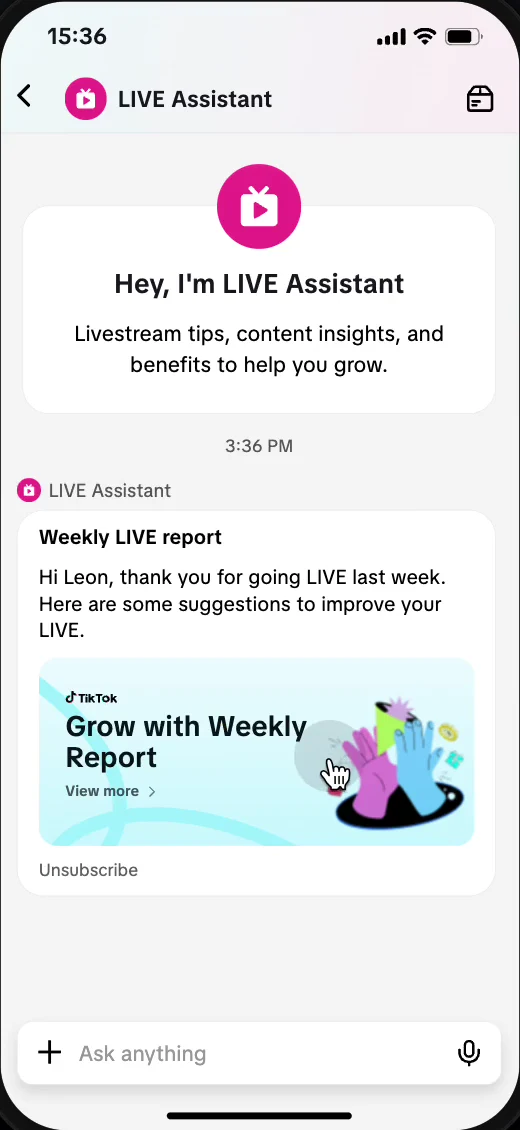 15:36
LIVE Assistant
Hey, I'm LIVE Assistant
Livestream tips, content insights, and
benefits to help you grow.
3:36 PM
LIVE Assistant
Weekly LIVE report
Hi Leon, thank you for going LIVE last week.
Here are some suggestions to improve your
LIVE.
TikTok
Grow with Weekly
Report
View more
Unsubscribe
Ask anything